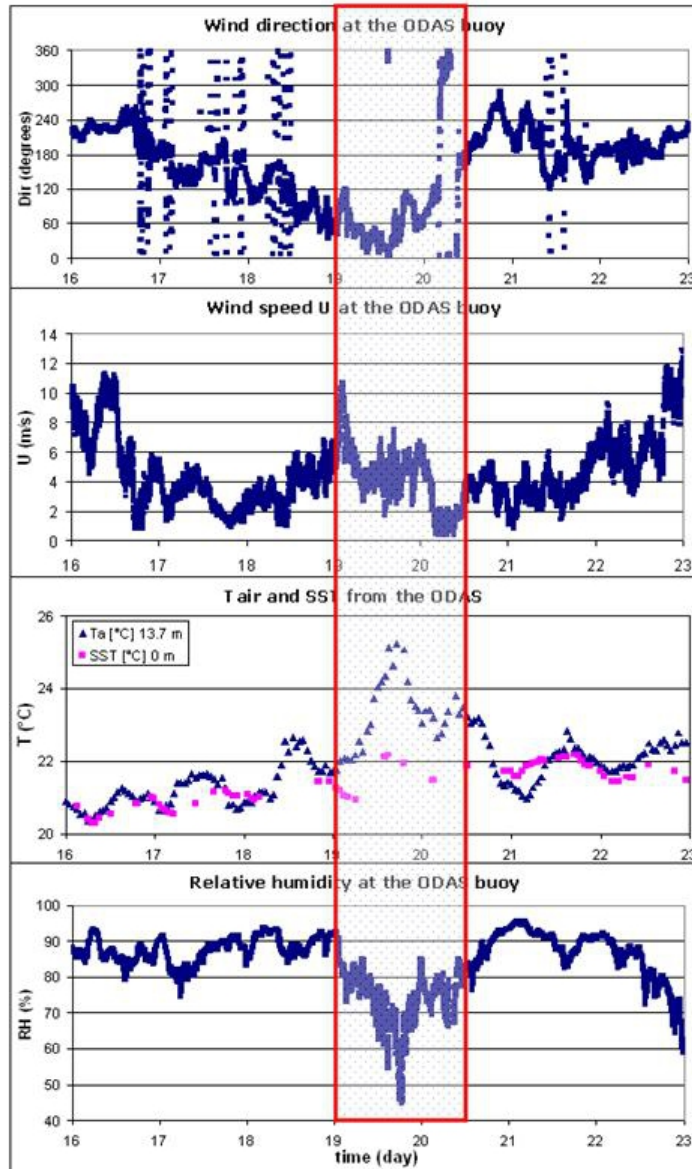 Wind direction at the ODAS buoy
360
300
240
180
120
60
0
Dir (degrees)
16 17 18 19 20 21 22 23
Wind speed U at the ODAS buoy
14
12
10
8
6
4
2
0
U (m/s)
16 17 18 19 20 21 22 23
Tair and SST from the ODAS
26
24
22
20
T (°C)
Ta [°C] 13.7 m
SST [°C] 0 m
16 17 18 19 20 21 22 23
Relative humidity at the ODAS buoy
100
90
80
70
60
50
40
RH (%)
16 17 18 19 20 21 22 23
time (day)